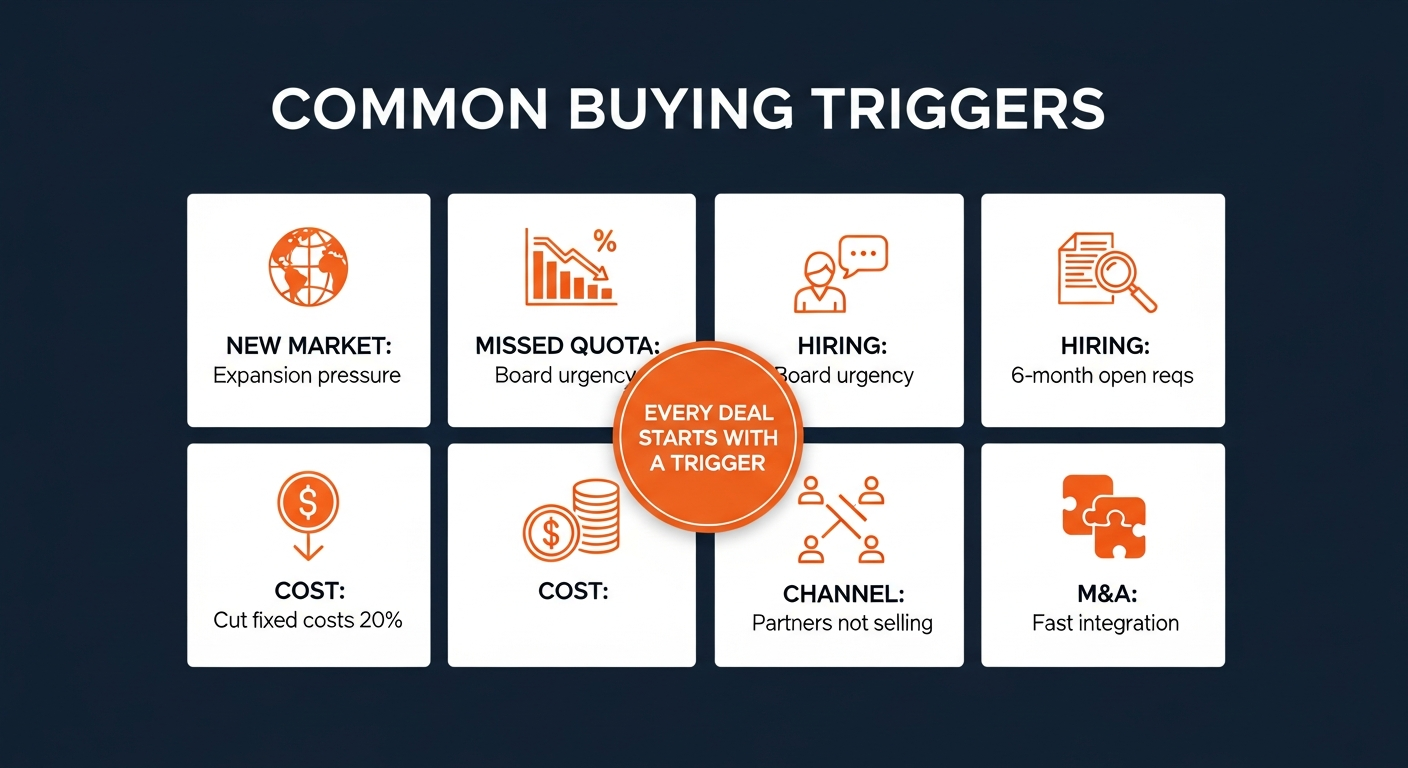 COMMON BUYING TRIGGERS
%
NEW MARKET:
Expansion pressure
MISSED QUOTA:
Board urgency
HIRING:
Board urgency
HIRING:
6-month open reqs
EVERY DEAL
STARTS WITH
A TRIGGER
$
COST:
Cut fixed costs 20%
$
COST:
CHANNEL:
Partners not selling
M&A:
Fast integration